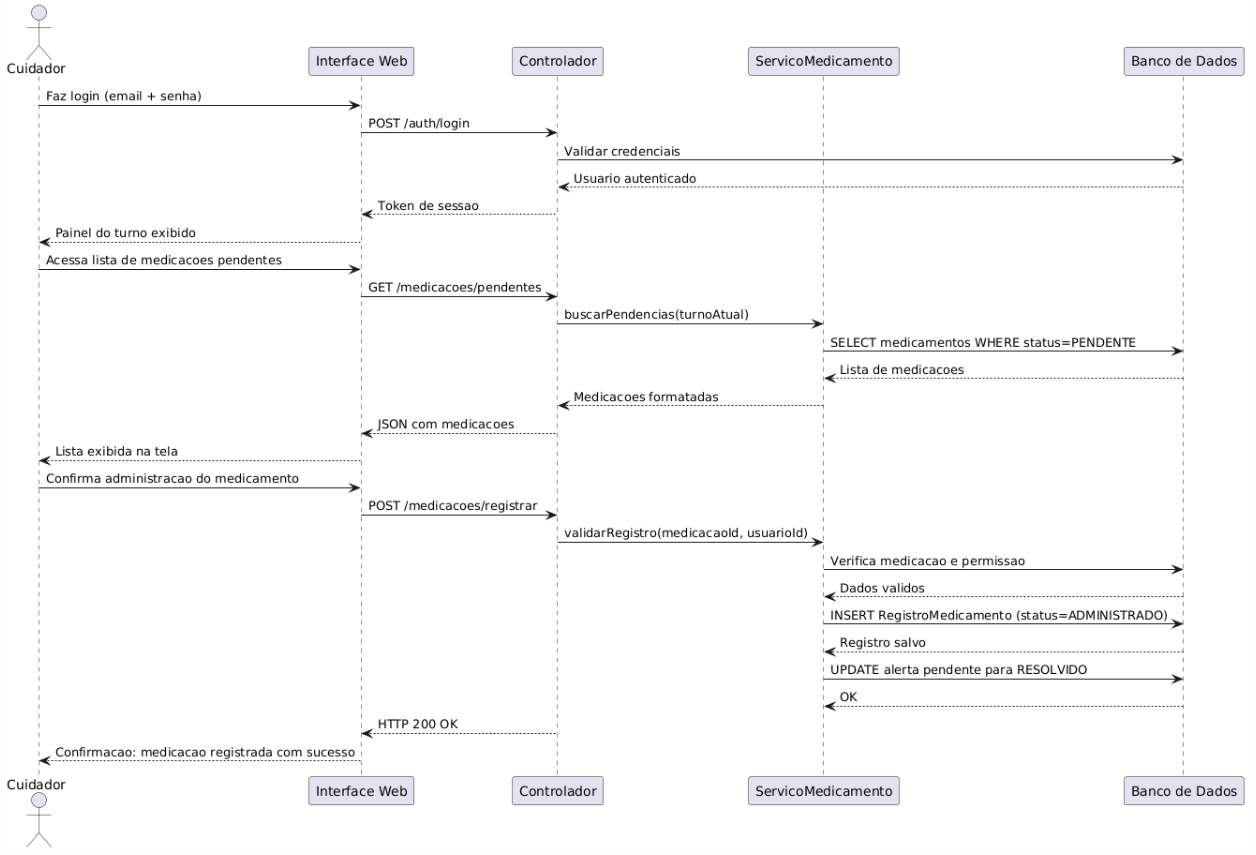 Cuidador
Interface Web
Controlador
ServicoMedicamento
Banco de Dados
Faz login (email + senha)
POST /auth/login
Validar credenciais
Usuario autenticado
Token de sessao
Painel do turno exibido
Acessa lista de medicacoes pendentes
GET /medicacoes/pendentes
buscarPendencias(turnoAtual)
SELECT medicamentos WHERE status=PENDENTE
Lista de medicacoes
Medicacoes formatadas
JSON com medicacoes
Lista exibida na tela
Confirma administracao do medicamento
POST /medicacoes/registrar
validarRegistro(medicacaoId, usuarioId)
Verifica medicacao e permissao
Dados validos
INSERT RegistroMedicamento (status=ADMINISTRADO)
Registro salvo
UPDATE alerta pendente para RESOLVIDO
OK
HTTP 200 OK
Confirmacao: medicacao registrada com sucesso
Cuidador
Interface Web
Controlador
ServicoMedicamento
Banco de Dados